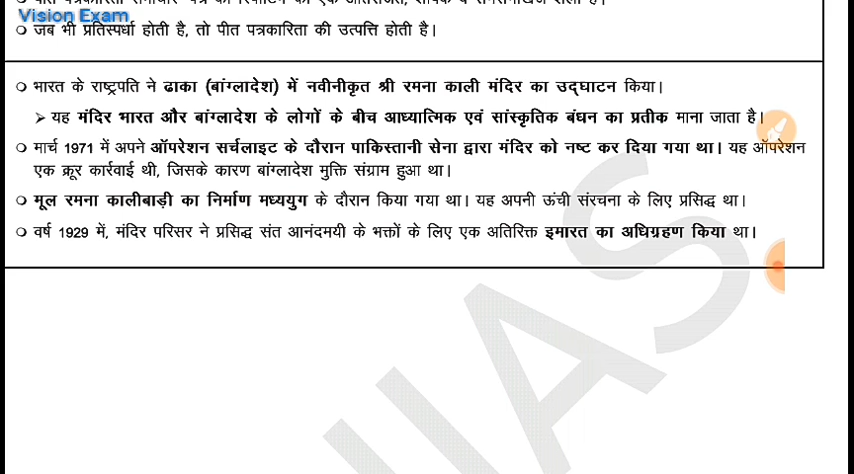 Vision Exam
जब भी प्रतिस्पर्धा होती है, तो पीत पत्रकारिता की उत्पत्ति होती है।
भारत के राष्ट्रपति ने ढाका (बांग्लादेश) में नवीनीकृत श्री रमना काली मंदिर का उद्घाटन किया।
➢ यह मंदिर भारत और बांग्लादेश के लोगों के बीच आध्यात्मिक एवं सांस्कृतिक बंधन का प्रतीक माना जाता है।
मार्च 1971 में अपने ऑपरेशन सर्चलाइट के दौरान पाकिस्तानी सेना द्वारा मंदिर को नष्ट कर दिया गया था। यह ऑपरेशन
एक क्रूर कार्रवाई थी, जिसके कारण बांग्लादेश मुक्ति संग्राम हुआ था।
मूल रमना कालीबाड़ी का निर्माण मध्ययुग के दौरान किया गया था। यह अपनी ऊंची संरचना के लिए प्रसिद्ध था।
वर्ष 1929 में, मंदिर परिसर ने प्रसिद्ध संत आनंदमयी के भक्तों के लिए एक अतिरिक्त इमारत का अधिग्रहण किया था।
IAS